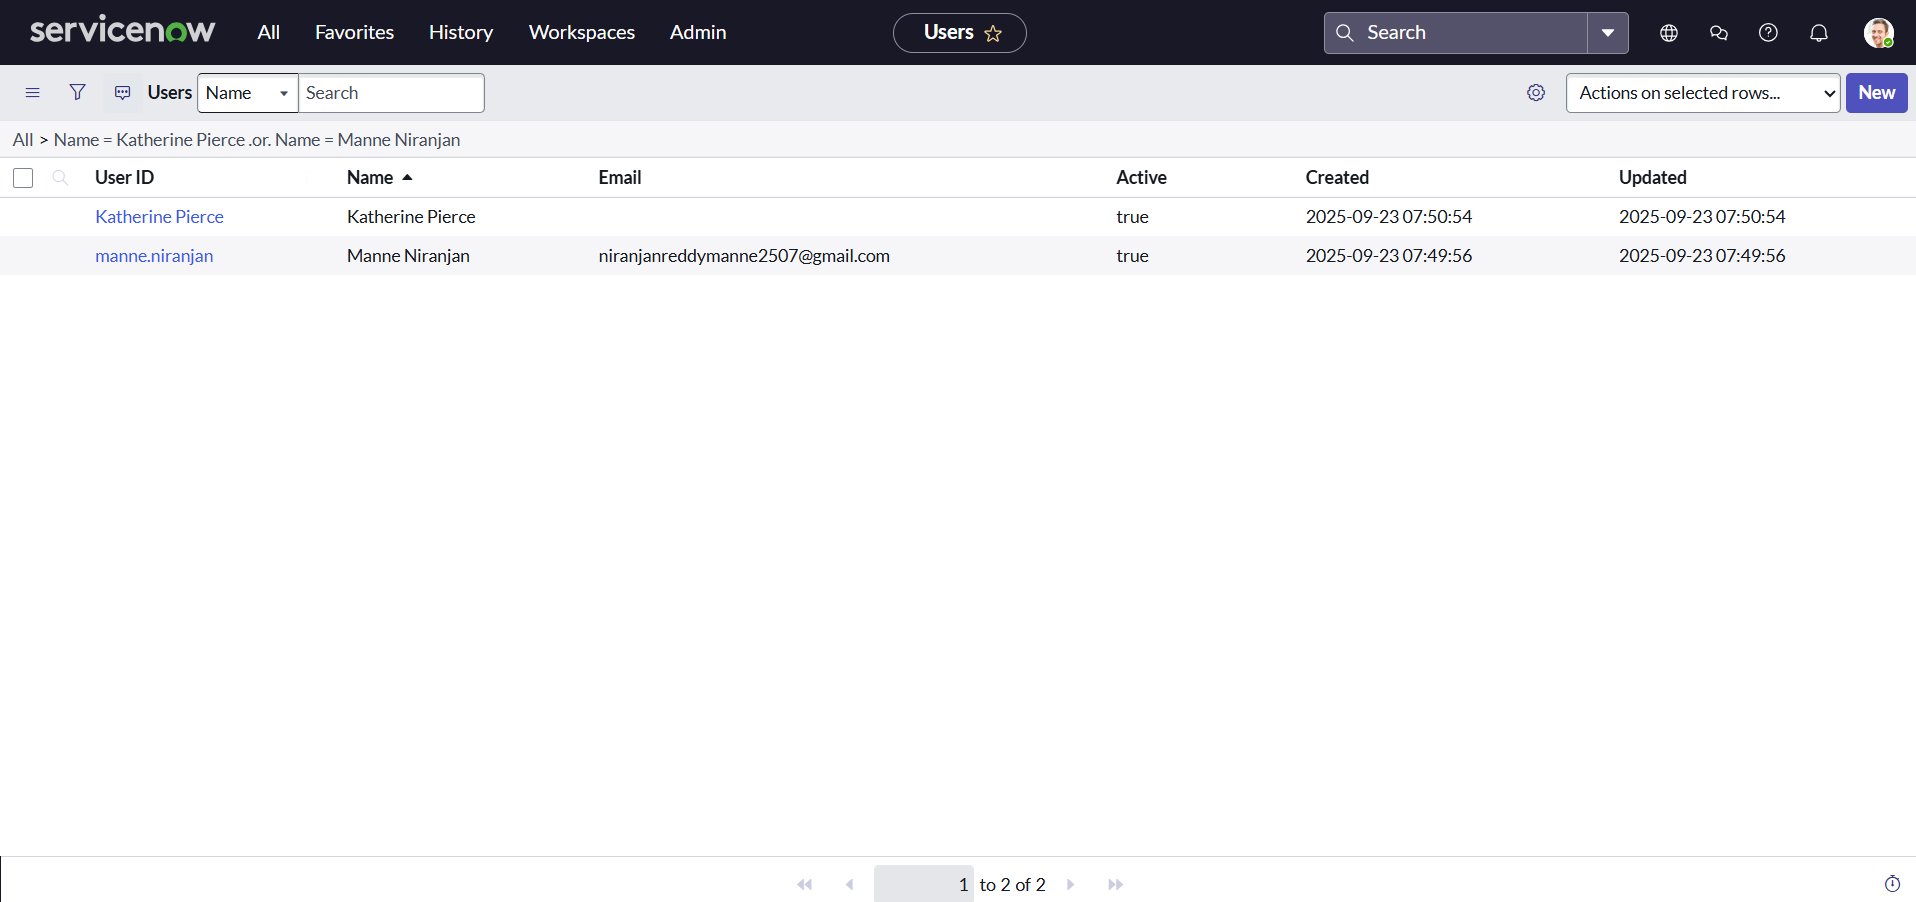 servicenow All Favorites History Workspaces Admin Users Search
Users Name Search Actions on selected rows... New
All > Name = Katherine Pierce .or. Name = Manne Niranjan
User ID Name Email Active Created Updated
Katherine Pierce Katherine Pierce true 2025-09-23 07:50:54 2025-09-23 07:50:54
manne.niranjan Manne Niranjan niranjanreddymanne2507@gmail.com true 2025-09-23 07:49:56 2025-09-23 07:49:56
1 to 2 of 2